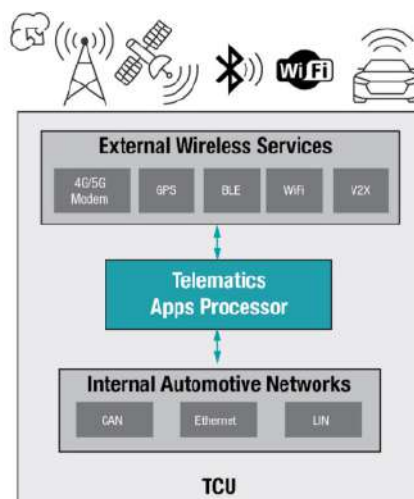 WiFi
External Wireless Services
4G/5G
Modem
GPS
BLE
WiFi
V2X
Telematics
Apps Processor
Internal Automotive Networks
CAN
Ethernet
LIN
TCU